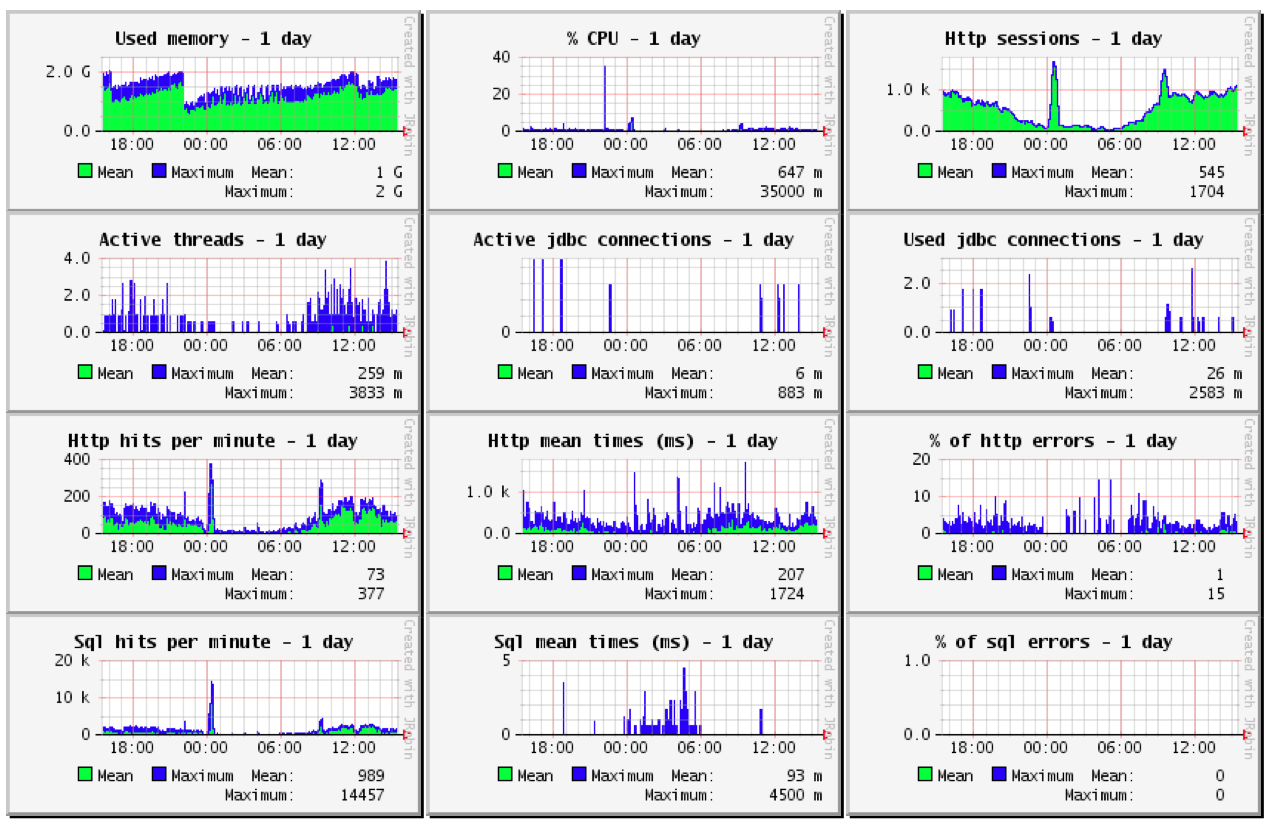 Used memory - 1 day
2.0 G
0.0
18:00 00:00 06:00 12:00
Mean Maximum Mean: 1 G
Maximum: 2 G
Created with JRobin
% CPU - 1 day
40
20
0
18:00 00:00 06:00 12:00
Mean Maximum Mean: 647 m
Maximum: 35000 m
Created with JRobin
Http sessions - 1 day
1.0 k
0.0
18:00 00:00 06:00 12:00
Mean Maximum Mean: 545
Maximum: 1704
Created with JRobin
Active threads - 1 day
4.0
2.0
0.0
18:00 00:00 06:00 12:00
Mean Maximum Mean: 259 m
Maximum: 3833 m
Created with JRobin
Active jdbc connections - 1 day
0
18:00 00:00 06:00 12:00
Mean Maximum Mean: 6 m
Maximum: 883 m
Created with JRobin
Used jdbc connections - 1 day
2.0
0.0
18:00 00:00 06:00 12:00
Mean Maximum Mean: 26 m
Maximum: 2583 m
Created with JRobin
Http hits per minute - 1 day
400
200
0
18:00 00:00 06:00 12:00
Mean Maximum Mean: 73
Maximum: 377
Created with JRobin
Http mean times (ms) - 1 day
1.0 k
0.0
18:00 00:00 06:00 12:00
Mean Maximum Mean: 207
Maximum: 1724
Created with JRobin
% of http errors - 1 day
20
10
0
18:00 00:00 06:00 12:00
Mean Maximum Mean: 1
Maximum: 15
Created with JRobin
Sql hits per minute - 1 day
20 k
10 k
0
18:00 00:00 06:00 12:00
Mean Maximum Mean: 989
Maximum: 14457
Created with JRobin
Sql mean times (ms) - 1 day
5
0
18:00 00:00 06:00 12:00
Mean Maximum Mean: 93 m
Maximum: 4500 m
Created with JRobin
% of sql errors - 1 day
1.0
0.0
18:00 00:00 06:00 12:00
Mean Maximum Mean: 0
Maximum: 0
Created with JRobin